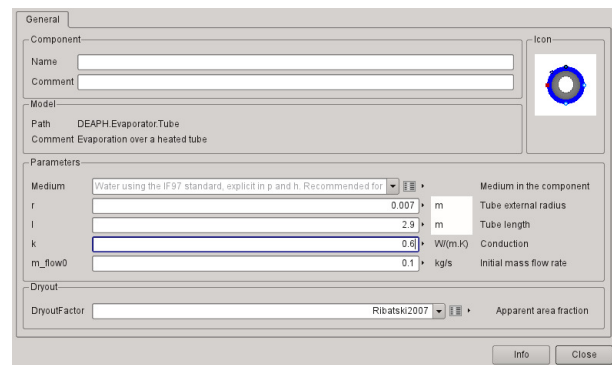 General
Component
Icon
Name
Comment
Model
Path DEAPH.Evaporator.Tube
Comment Evaporation over a heated tube
Parameters
Medium Water using the IF97 standard, explicit in p and h. Recommended for Medium in the component
r 0.007 m Tube external radius
l 2.9 m Tube length
k 0.6 W/(m.K) Conduction
m_flow0 0.1 kg/s Initial mass flow rate
Dryout
DryoutFactor Ribatski2007 Apparent area fraction
Info Close